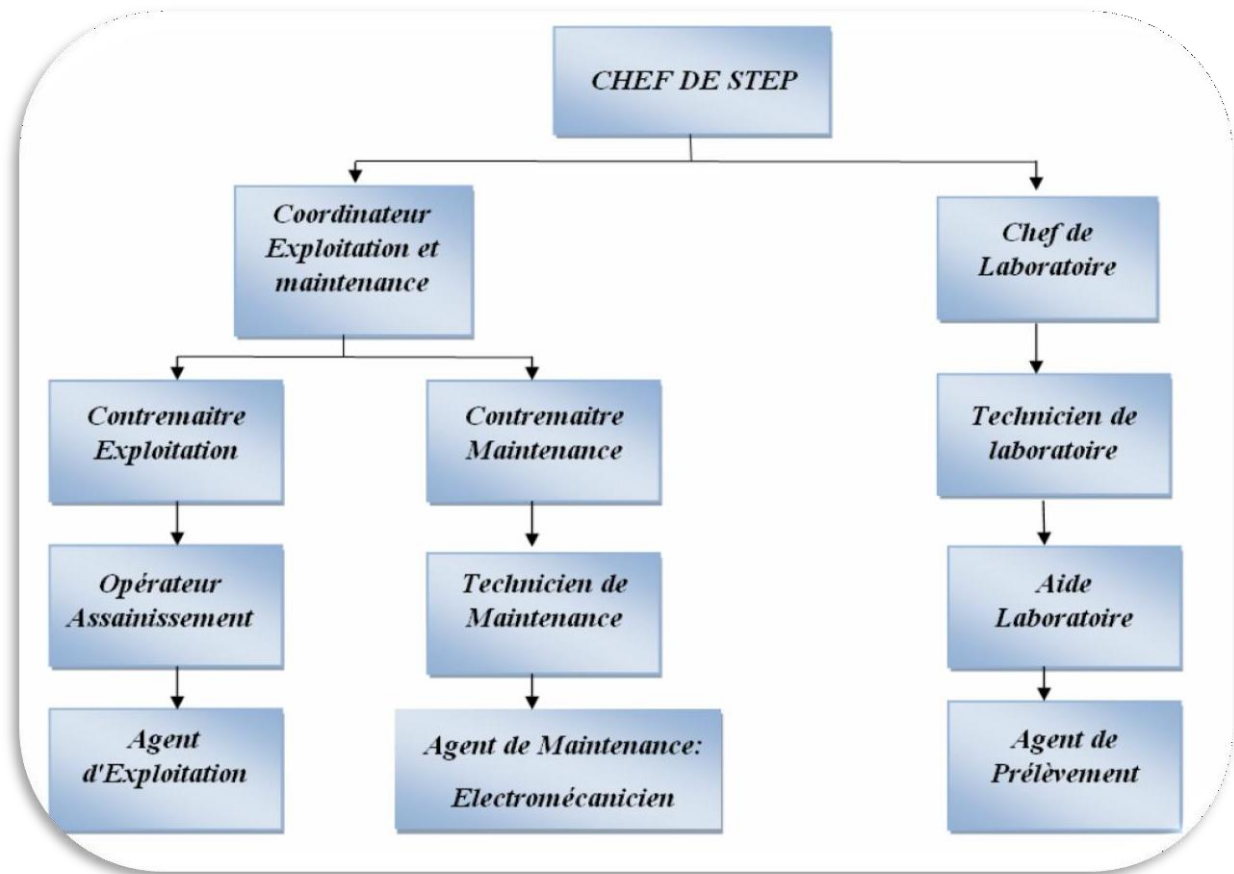 CHEF DE STEP
Coordinateur
Exploitation et
maintenance
Chef de
Laboratoire
Contremaitre
Exploitation
Contremaitre
Maintenance
Technicien de
laboratoire
Opérateur
Assainissement
Technicien de
Maintenance
Aide
Laboratoire
Agent
d'Exploitation
Agent de Maintenance:
Electromécanicien
Agent de
Prélèvement